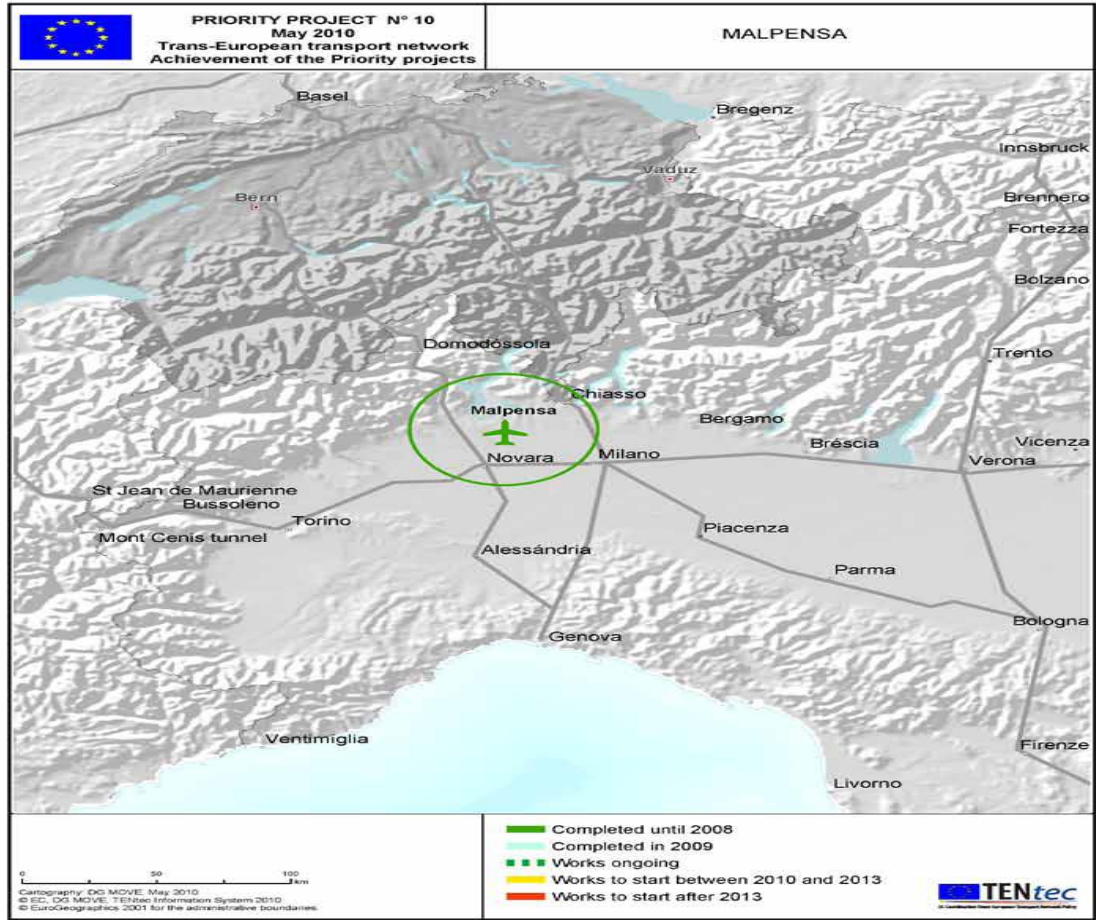 PRIORITY PROJECT N° 10
May 2010
Trans-European transport network
Achievement of the Priority projects
MALPENSA
Basel
Bregenz
Innsbruck
Vaduz
Bern
Brennero
Fortezza
Bolzano
Domodóssola
Trento
Chiasso
Malpensa
Bergamo
Bréscia
Vicenza
Novara
Milano
Verona
St Jean de Maurienne
Bussoleno
Torino
Mont Cenis tunnel
Piacenza
Alessándria
Parma
Bologna
Genova
Ventimiglia
Firenze
Livorno
Completed until 2008
Completed in 2009
Works ongoing
Works to start between 2010 and 2013
Works to start after 2013
0 50 100
km
Cartography: DG MOVE, May 2010
© EC, DG MOVE, TENtec Information System 2010
© EuroGeographics 2001 for the administrative boundaries.
TENtec